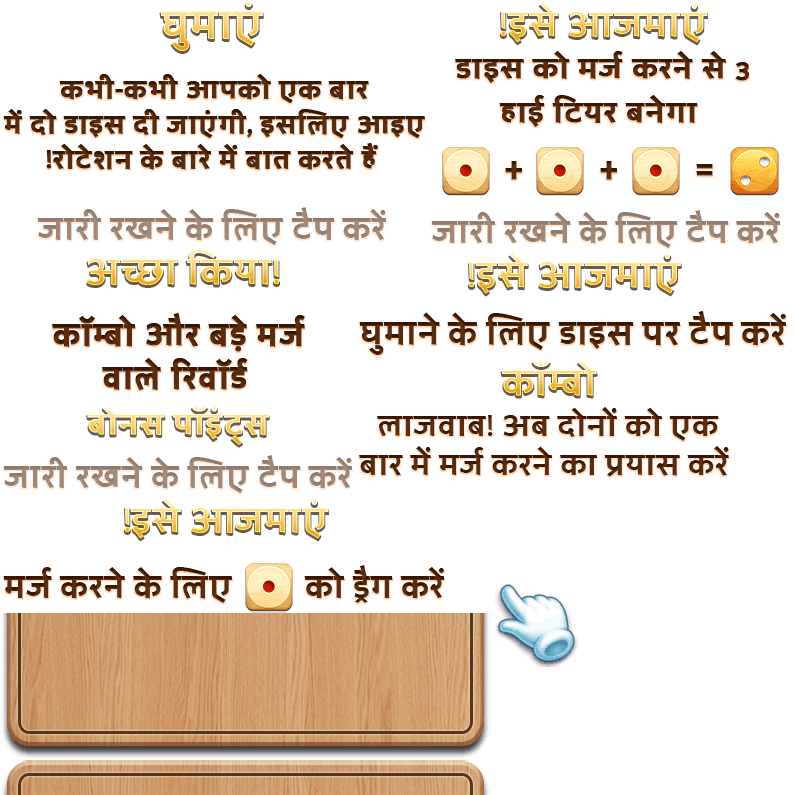 घुमाएं
कभी-कभी आपको एक बार
में दो डाइस दी जाएंगी, इसलिए आइए
!रोटेशन के बारे में बात करते हैं
जारी रखने के लिए टैप करें
!इसे आजमाएं
डाइस को मर्ज करने से 3
हाई टियर बनेगा
+ + =
जारी रखने के लिए टैप करें
अच्छा किया!
कॉम्बो और बड़े मर्ज
वाले रिवॉर्ड
बोनस पॉइंट्स
जारी रखने के लिए टैप करें
!इसे आजमाएं
घुमाने के लिए डाइस पर टैप करें
कॉम्बो
लाजवाब! अब दोनों को एक
बार में मर्ज करने का प्रयास करें
!इसे आजमाएं
मर्ज करने के लिए को ड्रैग करें